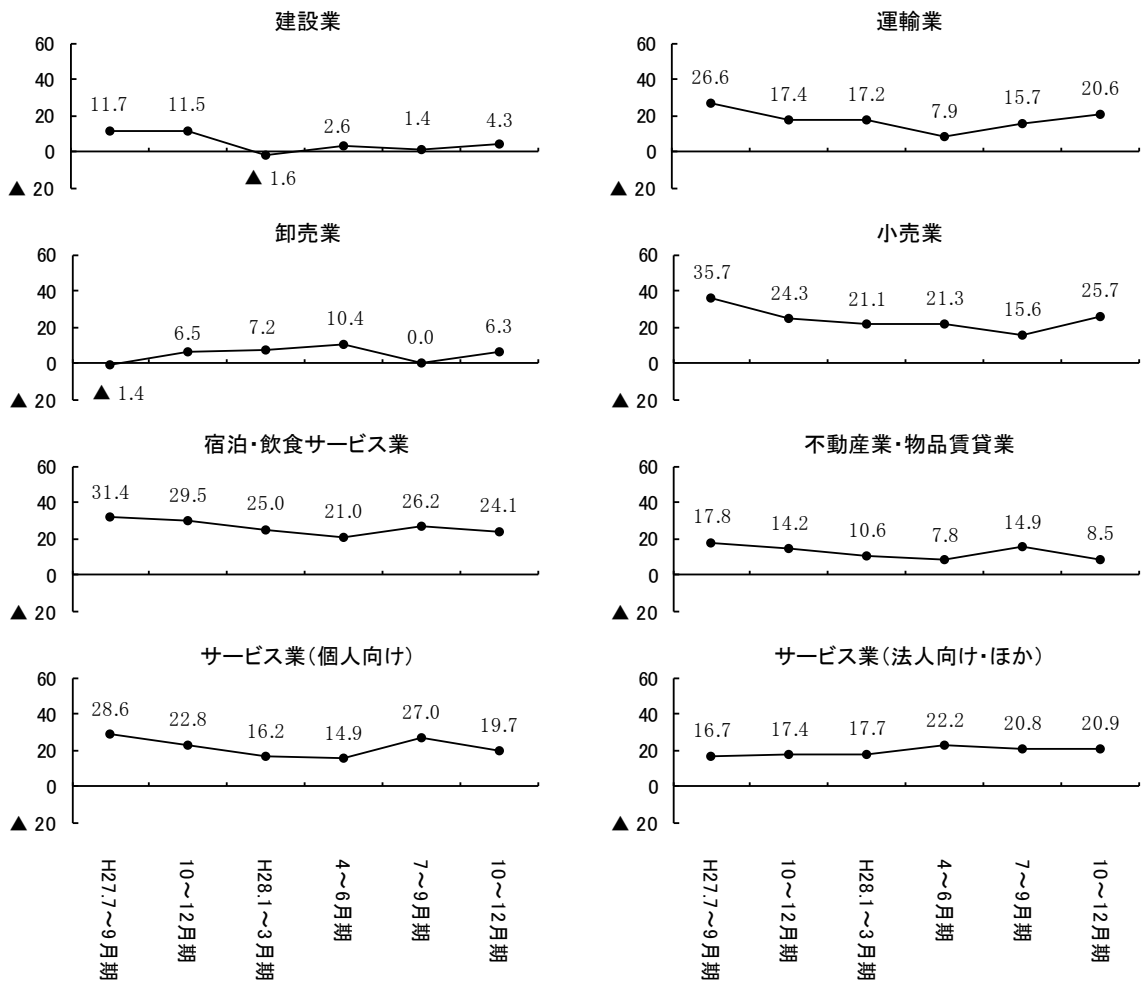 建設業
60
40
20
0
▲ 20
11.7 11.5 ▲ 1.6 2.6 1.4 4.3
運輸業
60
40
20
0
▲ 20
26.6 17.4 17.2 7.9 15.7 20.6
卸売業
60
40
20
0
▲ 20
▲ 1.4 6.5 7.2 10.4 0.0 6.3
小売業
60
40
20
0
▲ 20
35.7 24.3 21.1 21.3 15.6 25.7
宿泊・飲食サービス業
60
40
20
0
▲ 20
31.4 29.5 25.0 21.0 26.2 24.1
不動産業・物品賃貸業
60
40
20
0
▲ 20
17.8 14.2 10.6 7.8 14.9 8.5
サービス業(個人向け)
60
40
20
0
▲ 20
28.6 22.8 16.2 14.9 27.0 19.7
H27.7～9月期
10～12月期
H28.1～3月期
4～6月期
7～9月期
10～12月期
サービス業(法人向け・ほか)
60
40
20
0
▲ 20
16.7 17.4 17.7 22.2 20.8 20.9
H27.7～9月期
10～12月期
H28.1～3月期
4～6月期
7～9月期
10～12月期